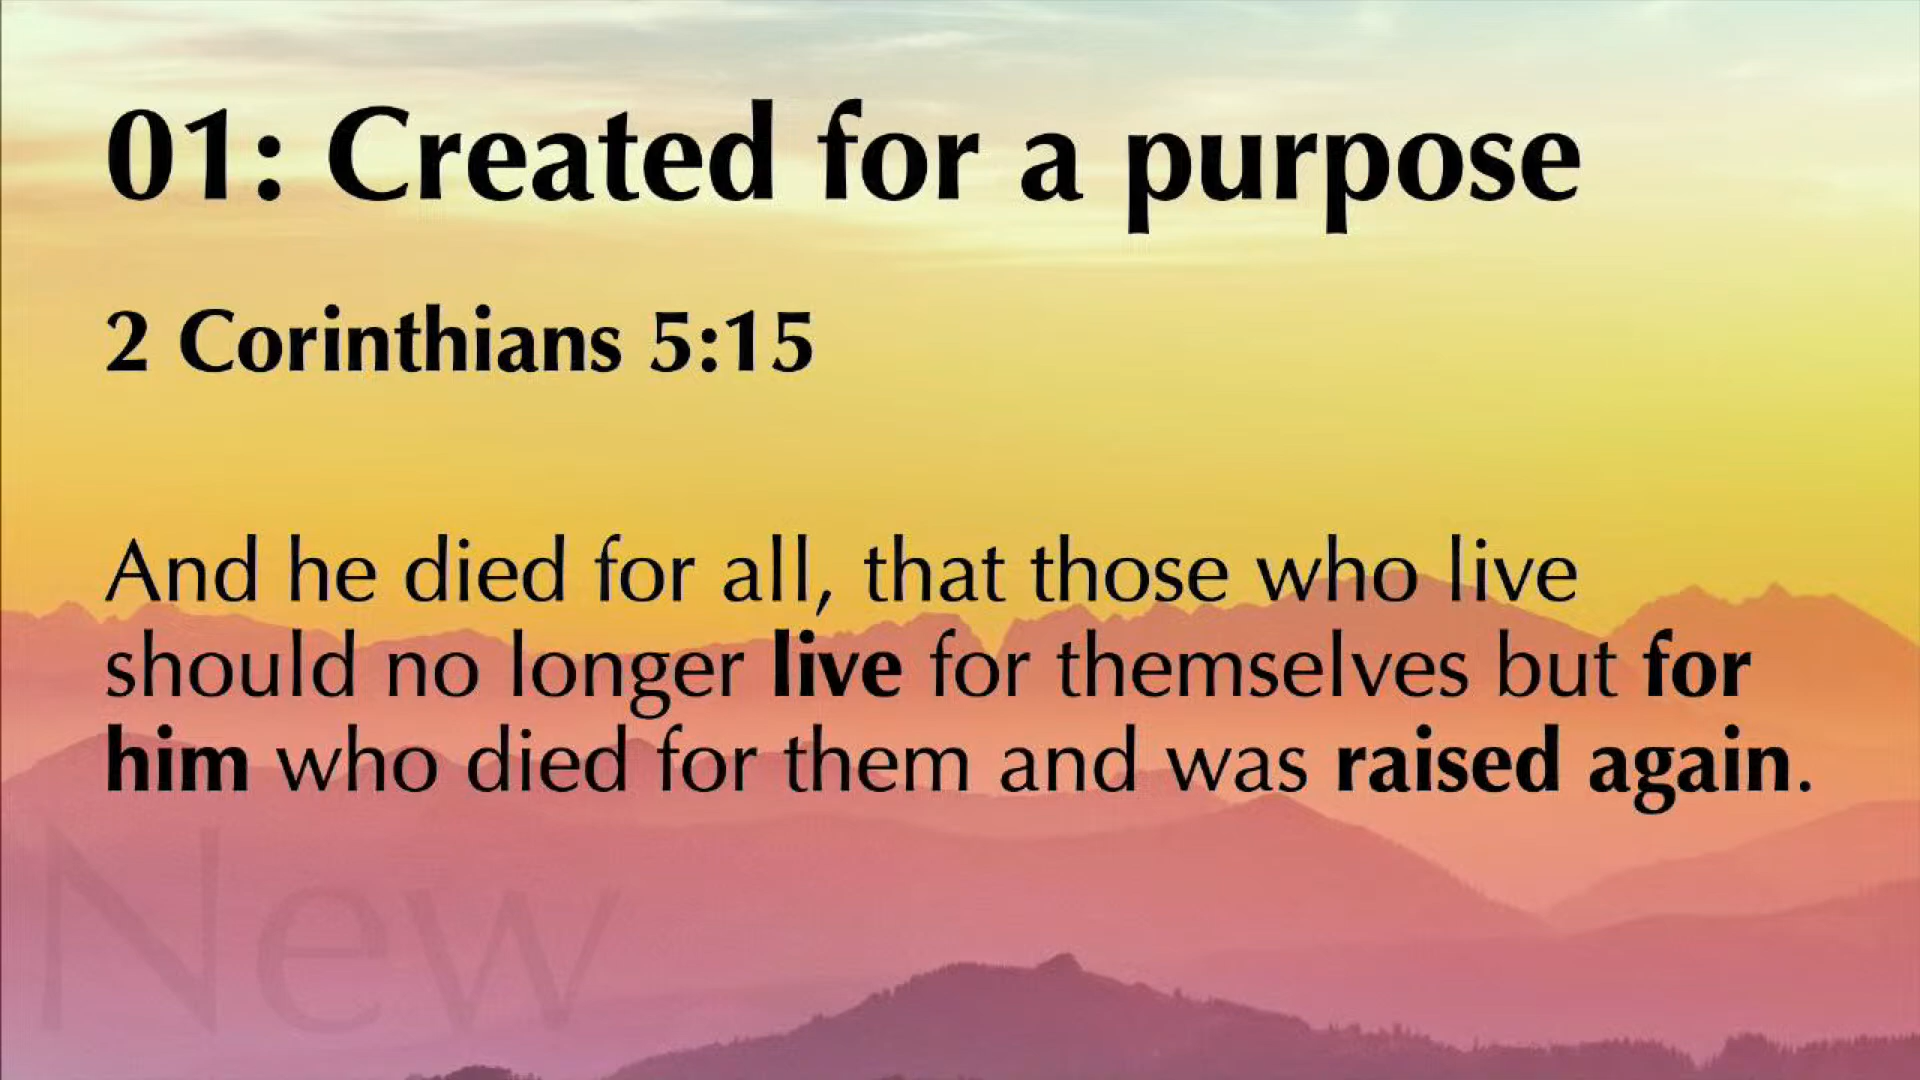 01: Created for a purpose
2 Corinthians 5:15
And he died for all, that those who live
should no longer live for themselves but for
him who died for them and was raised again.
New